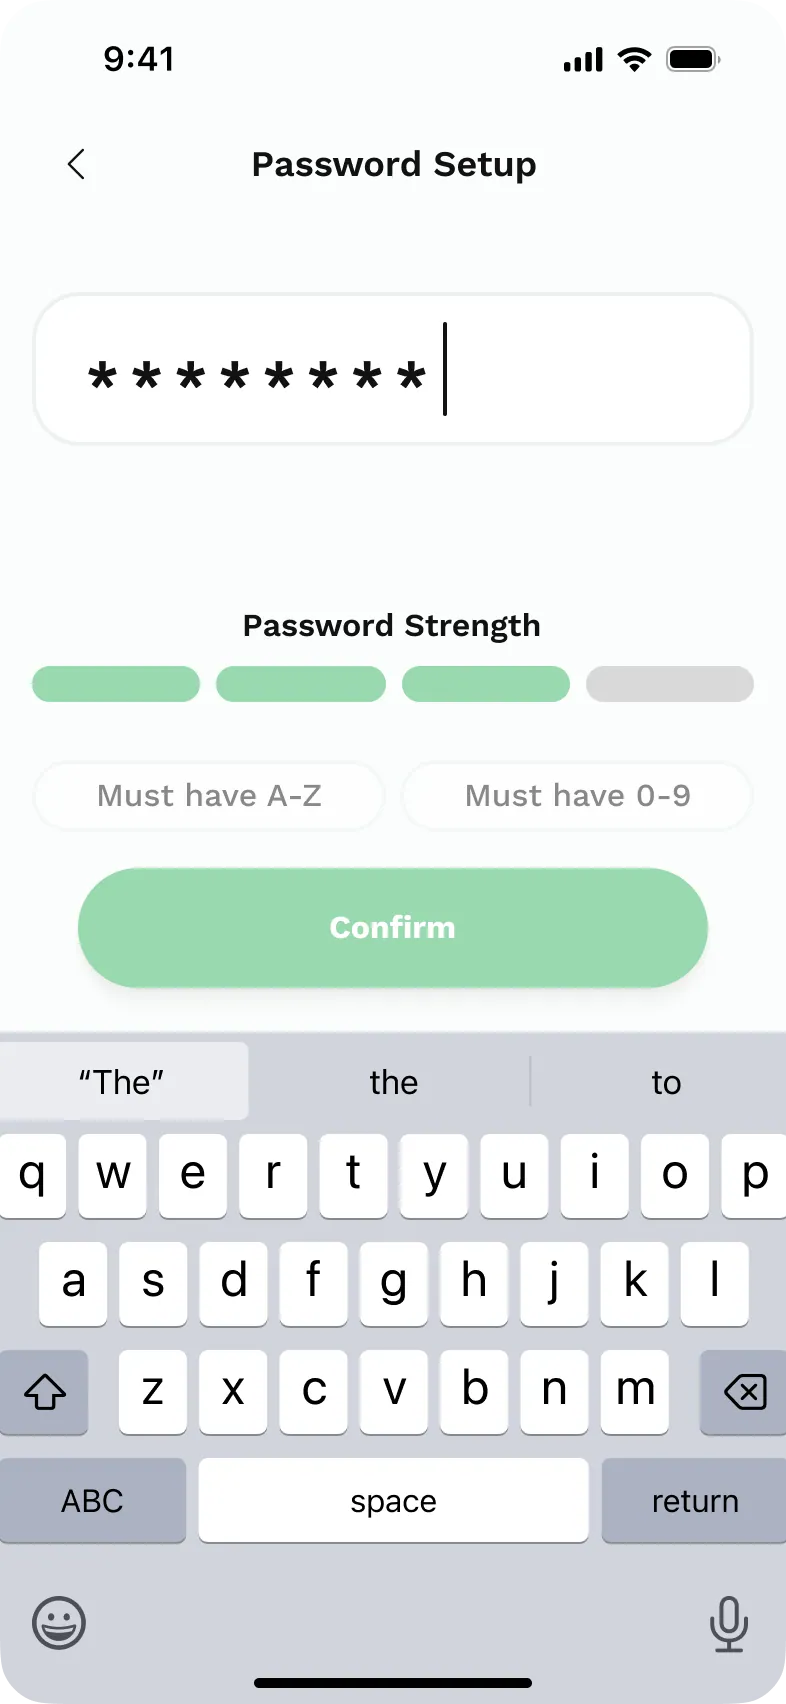 9:41
Password Setup
********
Password Strength
Must have A-Z Must have 0-9
Confirm
“The” the to
q w e r t y u i o p
a s d f g h j k l
z x c v b n m
ABC space return